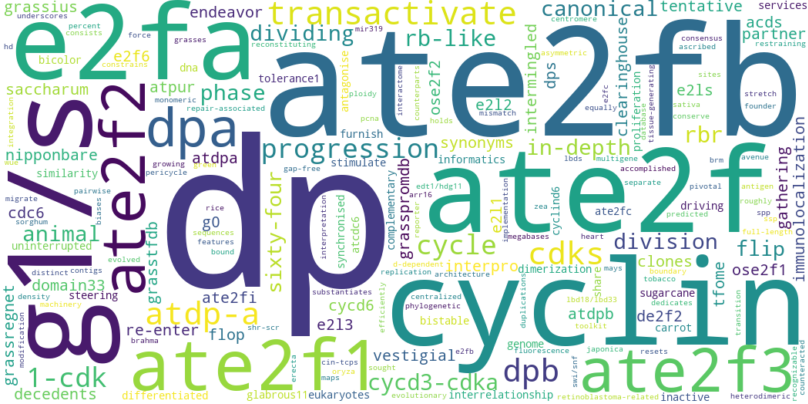 grassius
underscores
percent
consists
endeavor
transactivate
canonical
tentative
services
hd
grasses
force
mir319
centromere
consensus
acds
e2fa
dividing
rb-like
partner
bicolor
e2f6
constrains
reconstituting
asymmetric
ascribed
restraining
dna
tolerance1
antagonise
ploidy
interactome
counterparts
ose2f2
intermingled
dps
clearinghouse
ate2fb
saccharum
atpur
phase
e2l2
e2fc
proliferation
database
tissue-generating
sites
stretch
monomeric
repair-associated
pcna
holds
mismatch
equally
e2ls
sativa
founder
conserve
integration
g1/s
ate2f2
dpa
furnish
synonyms
rbr
nipponbare
growing
pericycle
atdpa
progression
stimulate
in-depth
gathering
immunolocalization
similarity
pairwise
gap-free
informatics
lbds
multigene
brm
avenue
migrate
biases
cdc6
sorghum
g0
rice
sequences
features
bound
dp
sixty-four
interpretation
synchronised
atcdc6
complementary
reporter
grasspromdb
edt1/hdg11
arr16
e2l1
implementation
cyclind6
ate2f
accomplished
separate
pivotal
antigen
roughly
full-length
animal
evolved
uninterrupted
grasstfdb
zea
ate2fc
driving
predicted
spp
distinct
contigs
domain33
density
steering
substantiates
cycle
megabases
heart
cdks
division
flip
interpro
clones
ose2f1
grassregnet
modification
machinery
ate2fi
cycd6
replication
architecture
dimerization
mays
share
tfome
boundary
tobacco
sugarcane
dedicates
atdp-a
e2l3
efficiently
centralized
phylogenetic
cyclin
duplications
lbd18/lbd33
atdpb
toolkit
de2f2
carrot
transition
re-enter
brahma
flop
shr-scr
bistable
genome
fluorescence
japonica
resets
1-cdk
ate2f1
vestigial
e2fb
dpb
swi/snf
ate2f3
recognizable
counteracted
decedents
erecta
cin-tcps
oryza
maps
cycd3-cdka
sought
evolutionary
differentiated
glabrous11
eukaryotes
interrelationship
retinoblastoma-related
inactive
heterodimeric